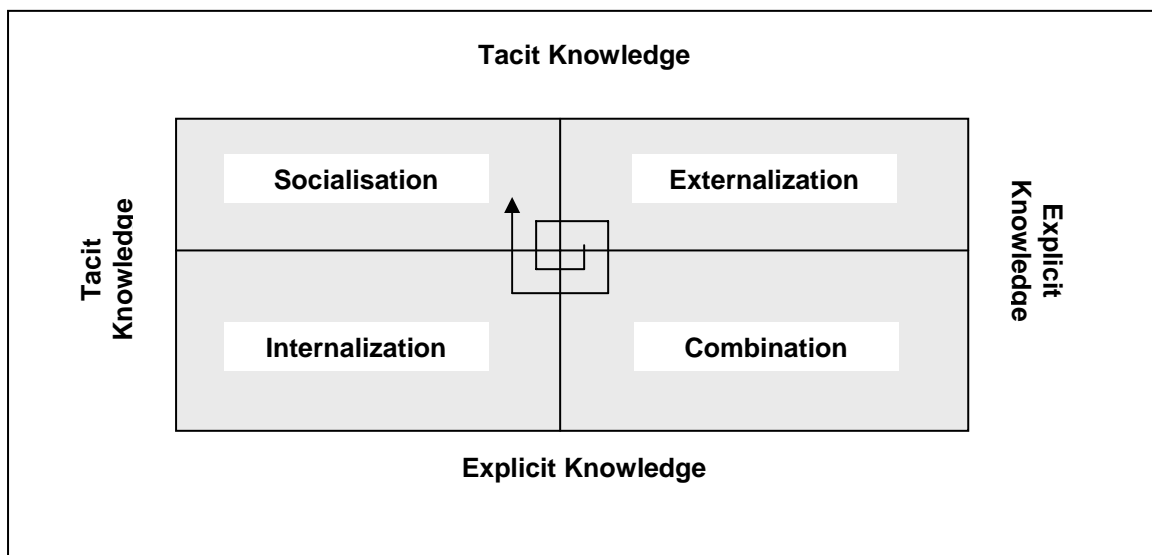 Tacit Knowledge
Socialisation
Externalization
Tacit
Knowledge
Explicit
Knowledge
Internalization
Combination
Explicit Knowledge